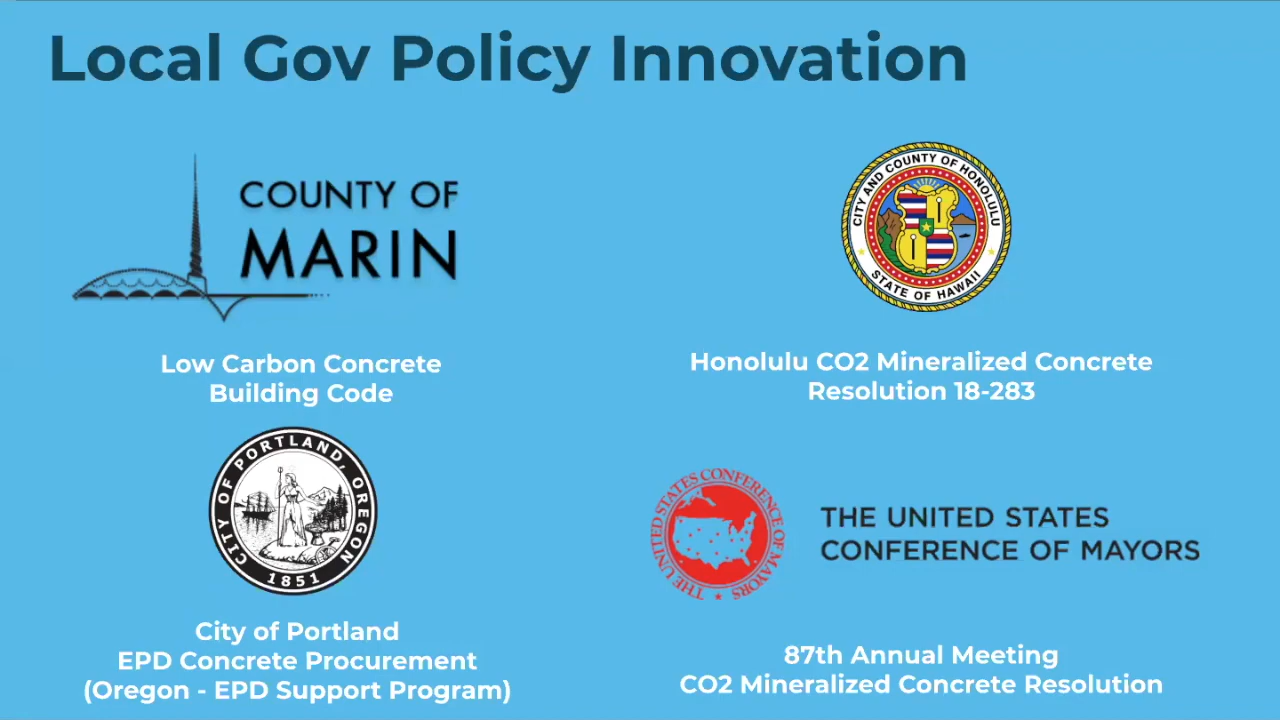 Local Gov Policy Innovation
COUNTY OF
MARIN
Low Carbon Concrete
Building Code
CITY AND COUNTY OF HONOLULU
STATE OF HAWAII
Honolulu CO2 Mineralized Concrete
Resolution 18-283
CITY OF PORTLAND, OREGON
1851
City of Portland
EPD Concrete Procurement
(Oregon - EPD Support Program)
THE UNITED STATES CONFERENCE OF MAYORS
THE UNITED STATES
CONFERENCE OF MAYORS
87th Annual Meeting
CO2 Mineralized Concrete Resolution